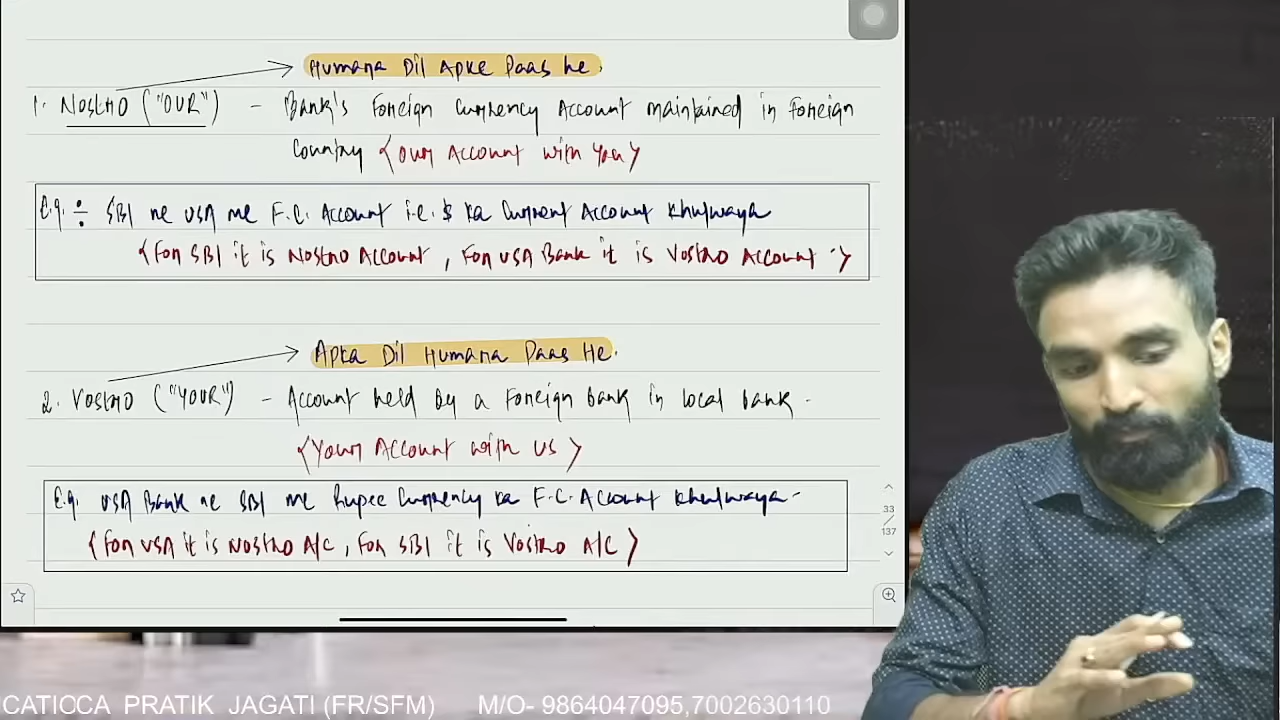 Humara Dil Apke Paas he.
1. Nostro ("OUR") - Bank's Foreign Currency Account maintained in Foreign
Country {Our Account with You}
E.g. ÷ SBI ne USA me F.C. Account i.e. $ ka Current Account khulwaya
{For SBI it is Nostro Account, For USA Bank it is Vostro Account.}
Apka Dil Humara Paas He.
2. Vostro ("YOUR") - Account held by a Foreign bank in local bank.
{Your Account with us}
E.g. USA Bank ne SBI me Rupee Currency ka F.C. Account khulwaya-
{For USA it is Nostro A/C, For SBI it is Vostro A/C}
33
137
CATICCA PRATIK JAGATI (FR/SFM) M/O- 9864047095,7002630110